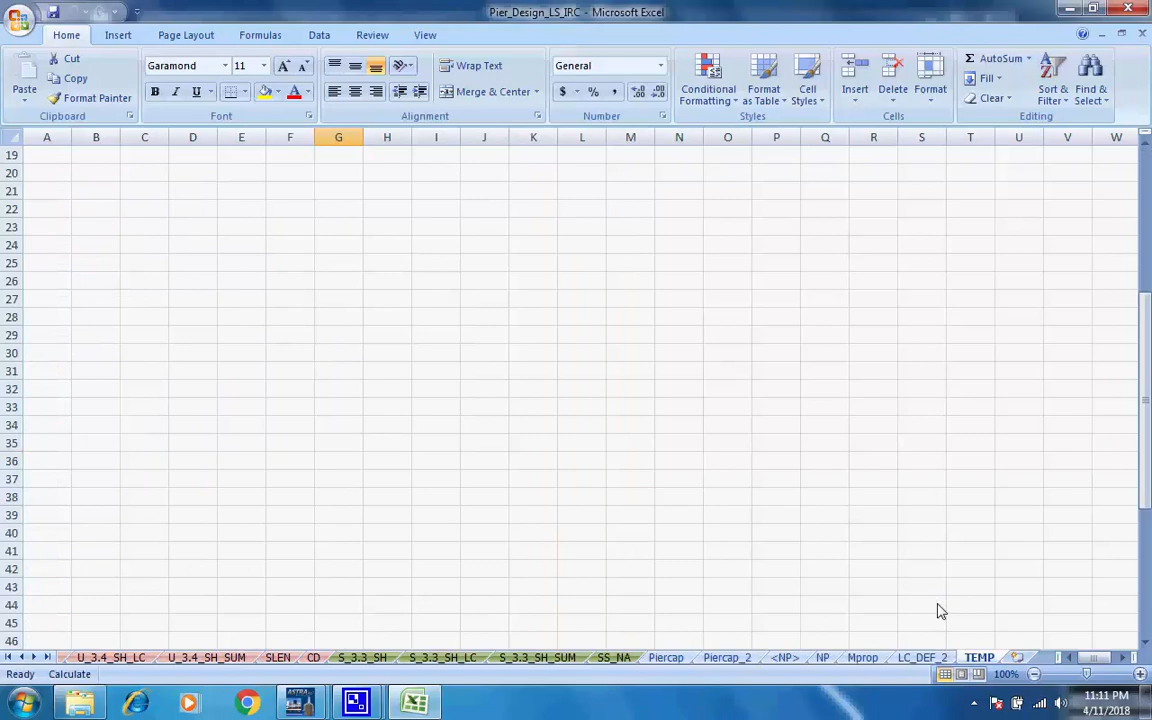 Pier_Design_LS_IRC - Microsoft Excel
Home Insert Page Layout Formulas Data Review View
Cut
Copy
Format Painter
Paste
Clipboard
Garamond 11
B I U
Font
Wrap Text
Merge & Center
Alignment
General
$ % ,
Number
Conditional Formatting
Format as Table
Cell Styles
Styles
Insert Delete Format
Cells
Σ AutoSum
Fill
Clear
Sort & Filter
Find & Select
Editing
A B C D E F G H I J K L M N O P Q R S T U V W
19
20
21
22
23
24
25
26
27
28
29
30
31
32
33
34
35
36
37
38
39
40
41
42
43
44
45
46
U_3.4_SH_LC U_3.4_SH_SUM SLEN CD S_3.3_SH S_3.3_SH_LC S_3.3_SH_SUM SS_NA Piercap Piercap_2 <NP> NP Mprop LC_DEF_2 TEMP
Ready Calculate 100%
ASTRA
11:11 PM
4/11/2018